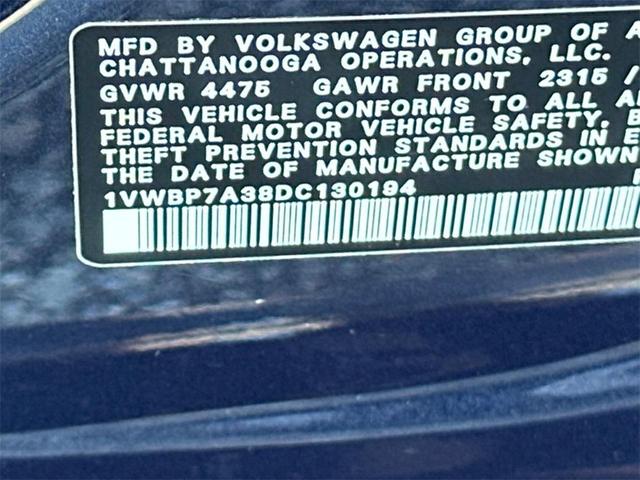 MFD BY VOLKSWAGEN GROUP OF
CHATTANOOGA OPERATIONS, LLC.
GVWR 4475 GAWR FRONT 2315 /
THIS VEHICLE CONFORMS TO ALL
FEDERAL MOTOR VEHICLE SAFETY,
THEFT PREVENTION STANDARDS IN
THE DATE OF MANUFACTURE SHOWN
1VWBP7A38DC130194